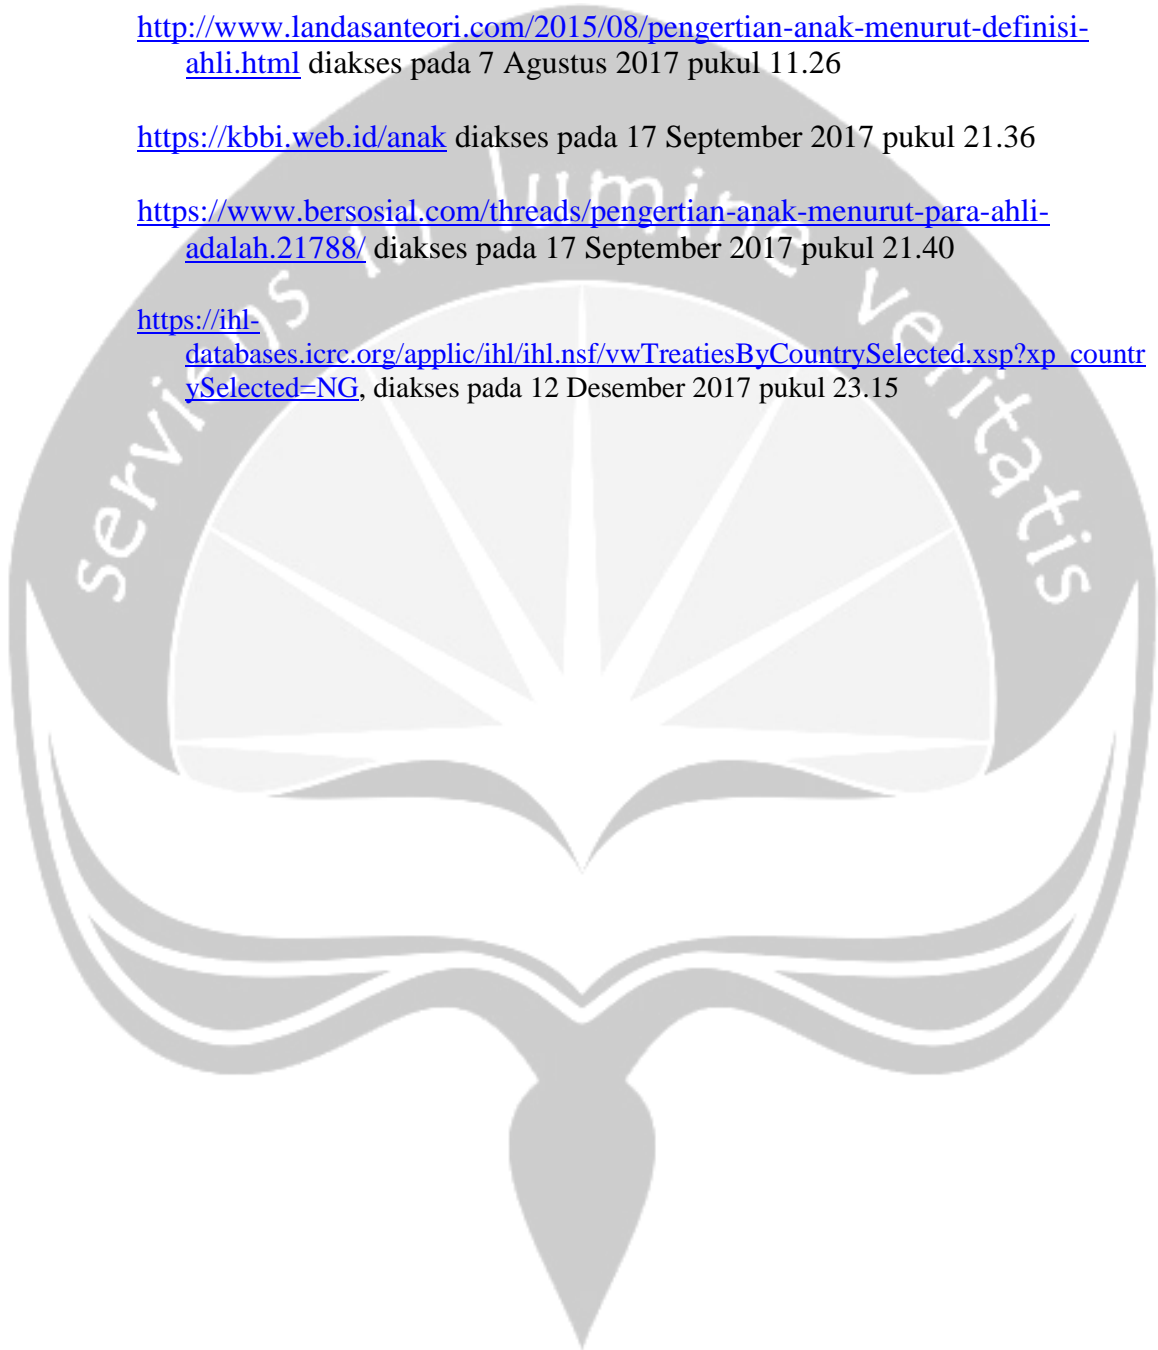 http://www.landasanteori.com/2015/08/pengertian-anak-menurut-definisi-
ahli.html diakses pada 7 Agustus 2017 pukul 11.26
https://kbbi.web.id/anak diakses pada 17 September 2017 pukul 21.36
https://www.bersosial.com/threads/pengertian-anak-menurut-para-ahli-
adalah.21788/ diakses pada 17 September 2017 pukul 21.40
https://ihl-
databases.icrc.org/applic/ihl/ihl.nsf/vwTreatiesByCountrySelected.xsp?xp_countr
ySelected=NG, diakses pada 12 Desember 2017 pukul 23.15
serviens in lumine veritatis